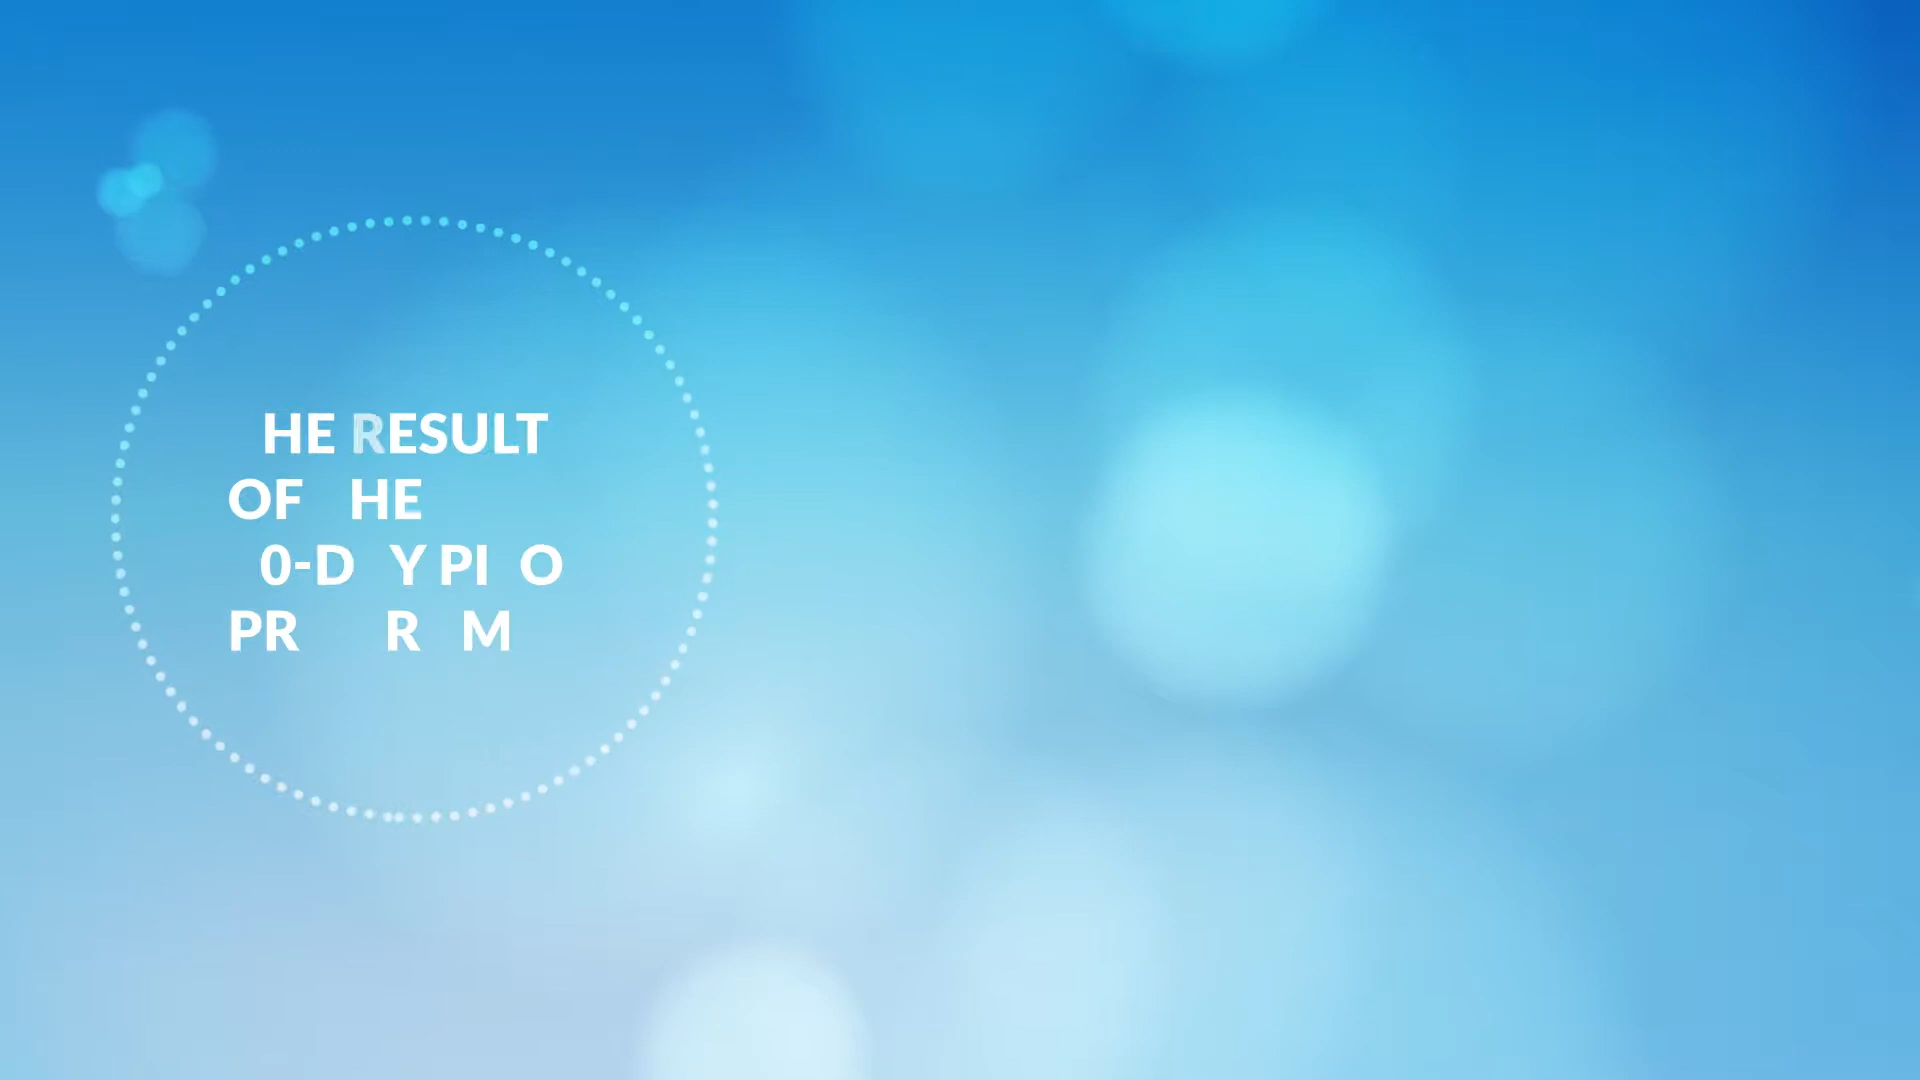 HE RESULT
OF HE
0-D Y PI O
PR R M